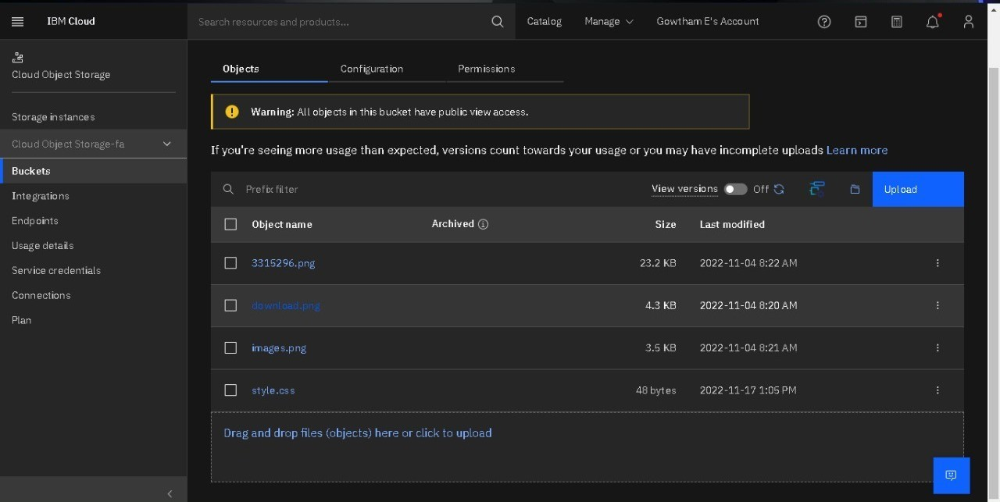 IBM Cloud
Search resources and products...
Catalog
Manage
Gowtham E's Account
Cloud Object Storage
Storage instances
Cloud Object Storage-fa
Buckets
Integrations
Endpoints
Usage details
Service credentials
Connections
Plan
Objects
Configuration
Permissions
Warning: All objects in this bucket have public view access.
If you're seeing more usage than expected, versions count towards your usage or you may have incomplete uploads Learn more
Prefix filter
View versions Off
Upload
Object name Archived Size Last modified
3315296.png 23.2 KB 2022-11-04 8:22 AM
download.png 4.3 KB 2022-11-04 8:20 AM
images.png 3.5 KB 2022-11-04 8:21 AM
style.css 48 bytes 2022-11-17 1:05 PM
Drag and drop files (objects) here or click to upload